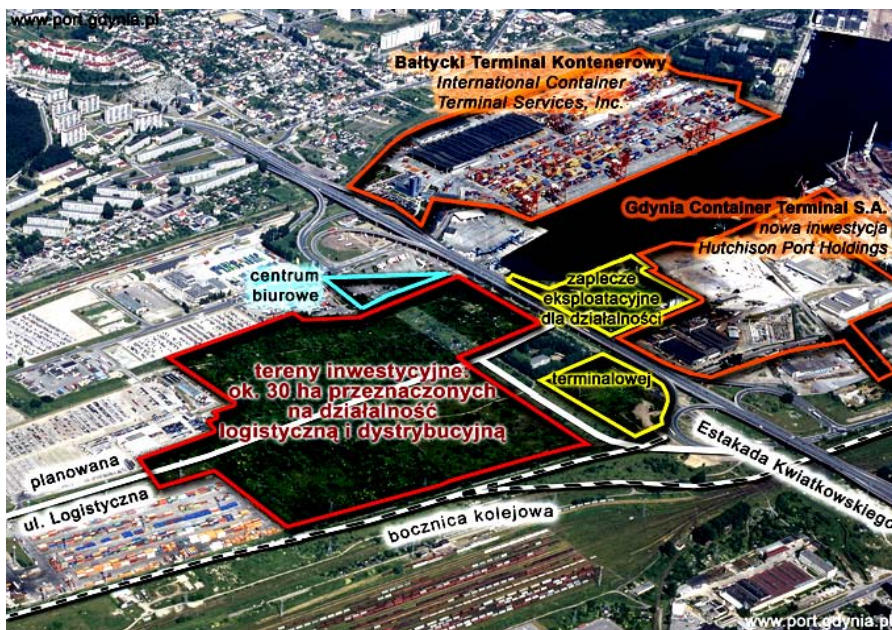 www.port.gdynia.pl
Bałtycki Terminal Kontenerowy
International Container
Terminal Services, Inc.
Gdynia Container Terminal S.A.
nowa inwestycja
Hutchison Port Holdings
centrum
biurowe
zaplecze
eksploatacyjne
dla działalności
terminalowej
tereny inwestycyjne:
ok. 30 ha przeznaczonych
na działalność
logistyczną i dystrybucyjną
planowana
ul. Logistyczna
bocznica kolejowa
Estakada Kwiatkowskiego
www.port.gdynia.pl